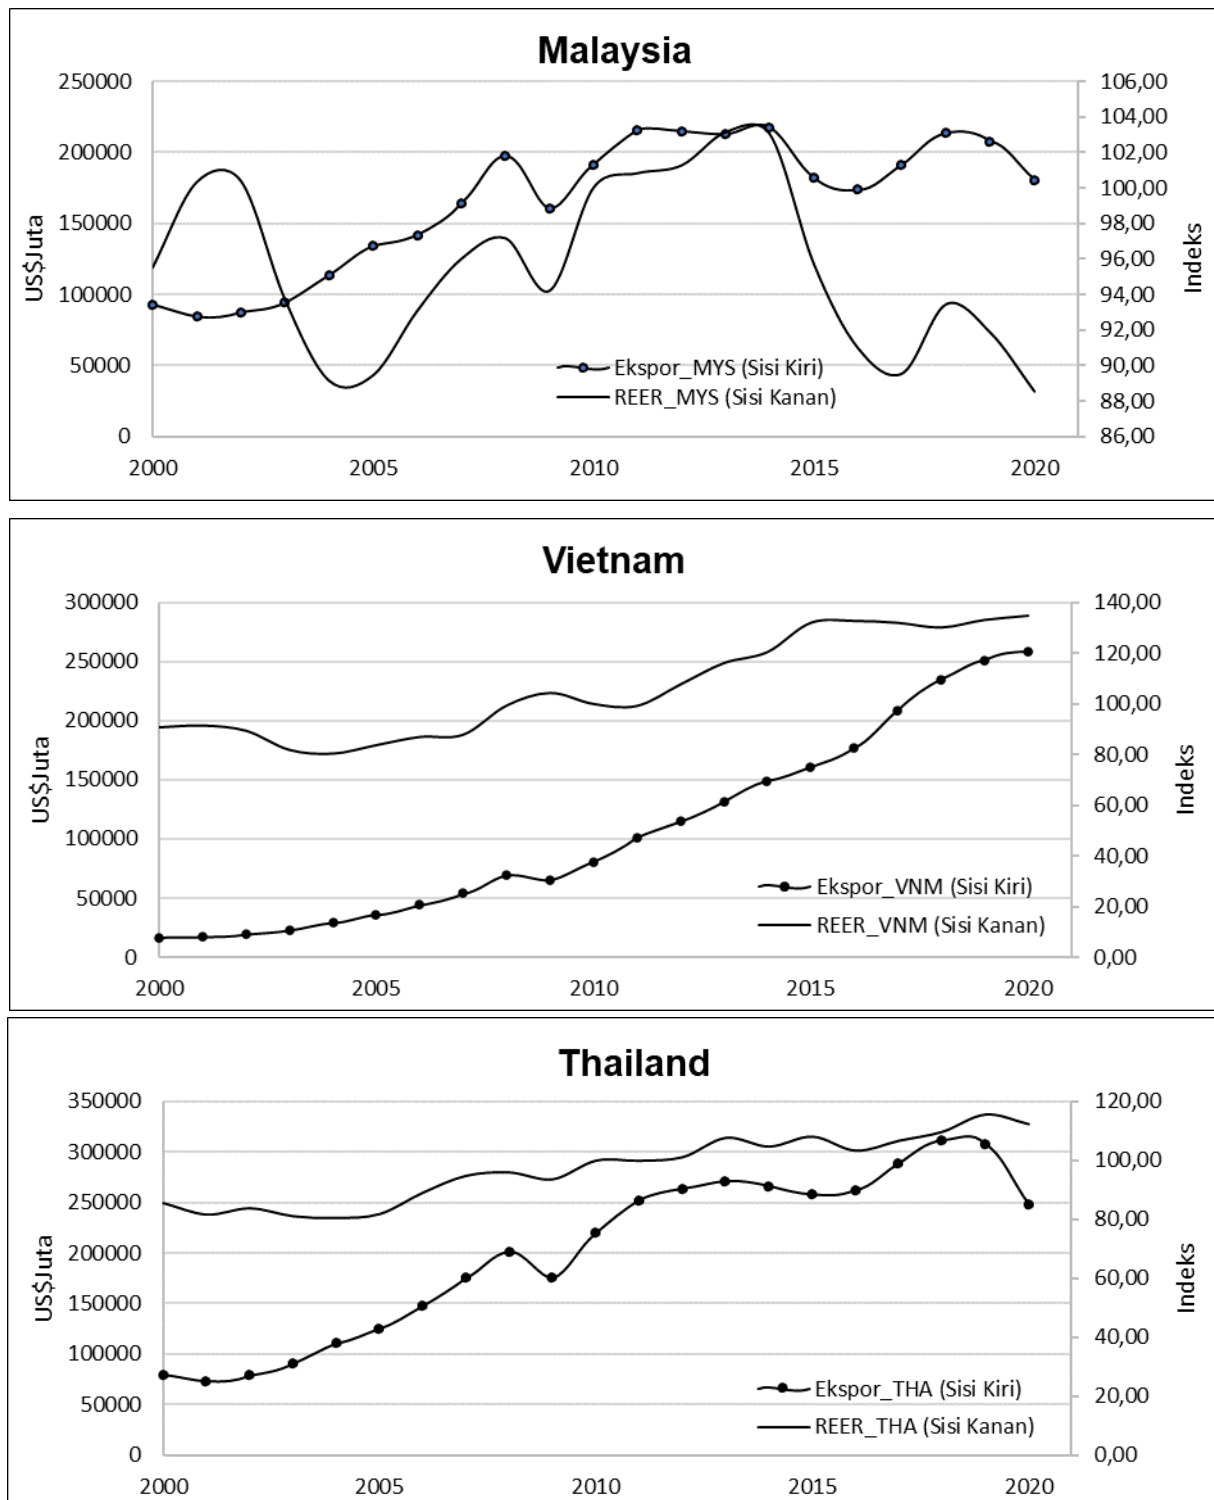 Malaysia
250000
200000
150000
100000
50000
0
US$Juta
106,00
104,00
102,00
100,00
98,00
96,00
94,00
92,00
90,00
88,00
86,00
Indeks
Ekspor_MYS (Sisi Kiri)
REER_MYS (Sisi Kanan)
2000 2005 2010 2015 2020
Vietnam
300000
250000
200000
150000
100000
50000
0
US$Juta
140,00
120,00
100,00
80,00
60,00
40,00
20,00
0,00
Indeks
Ekspor_VNM (Sisi Kiri)
REER_VNM (Sisi Kanan)
2000 2005 2010 2015 2020
Thailand
350000
300000
250000
200000
150000
100000
50000
0
US$Juta
120,00
100,00
80,00
60,00
40,00
20,00
0,00
Indeks
Ekspor_THA (Sisi Kiri)
REER_THA (Sisi Kanan)
2000 2005 2010 2015 2020